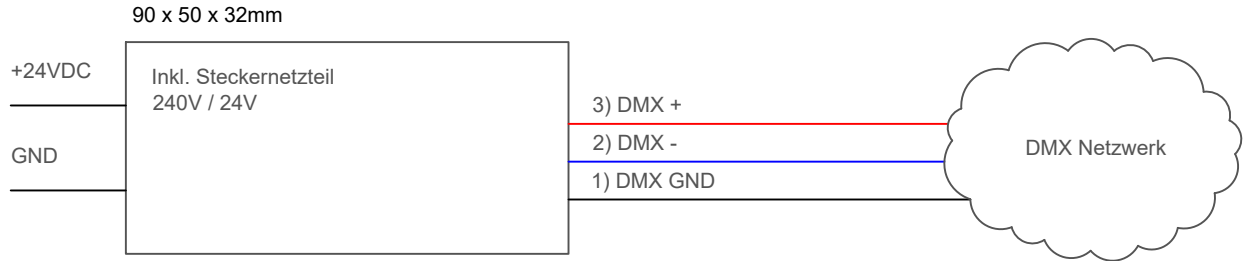 90 x 50 x 32mm
+24VDC
Inkl. Steckernetzteil
240V / 24V
3) DMX +
2) DMX -
GND
1) DMX GND
DMX Netzwerk